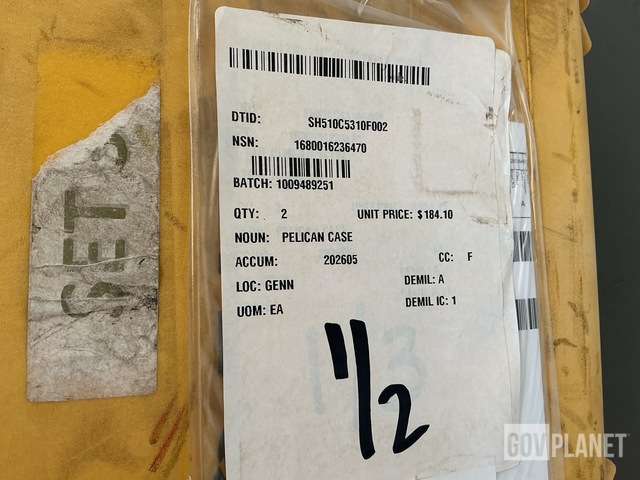 SET 3
DTID: SH510C5310F002
NSN: 1680016236470
BATCH: 1009489251
QTY: 2 UNIT PRICE: $184.10
NOUN: PELICAN CASE
ACCUM: 202605 CC: F
LOC: GENN DEMIL: A
UOM: EA DEMIL IC: 1
1/2
A
GOVPLANET